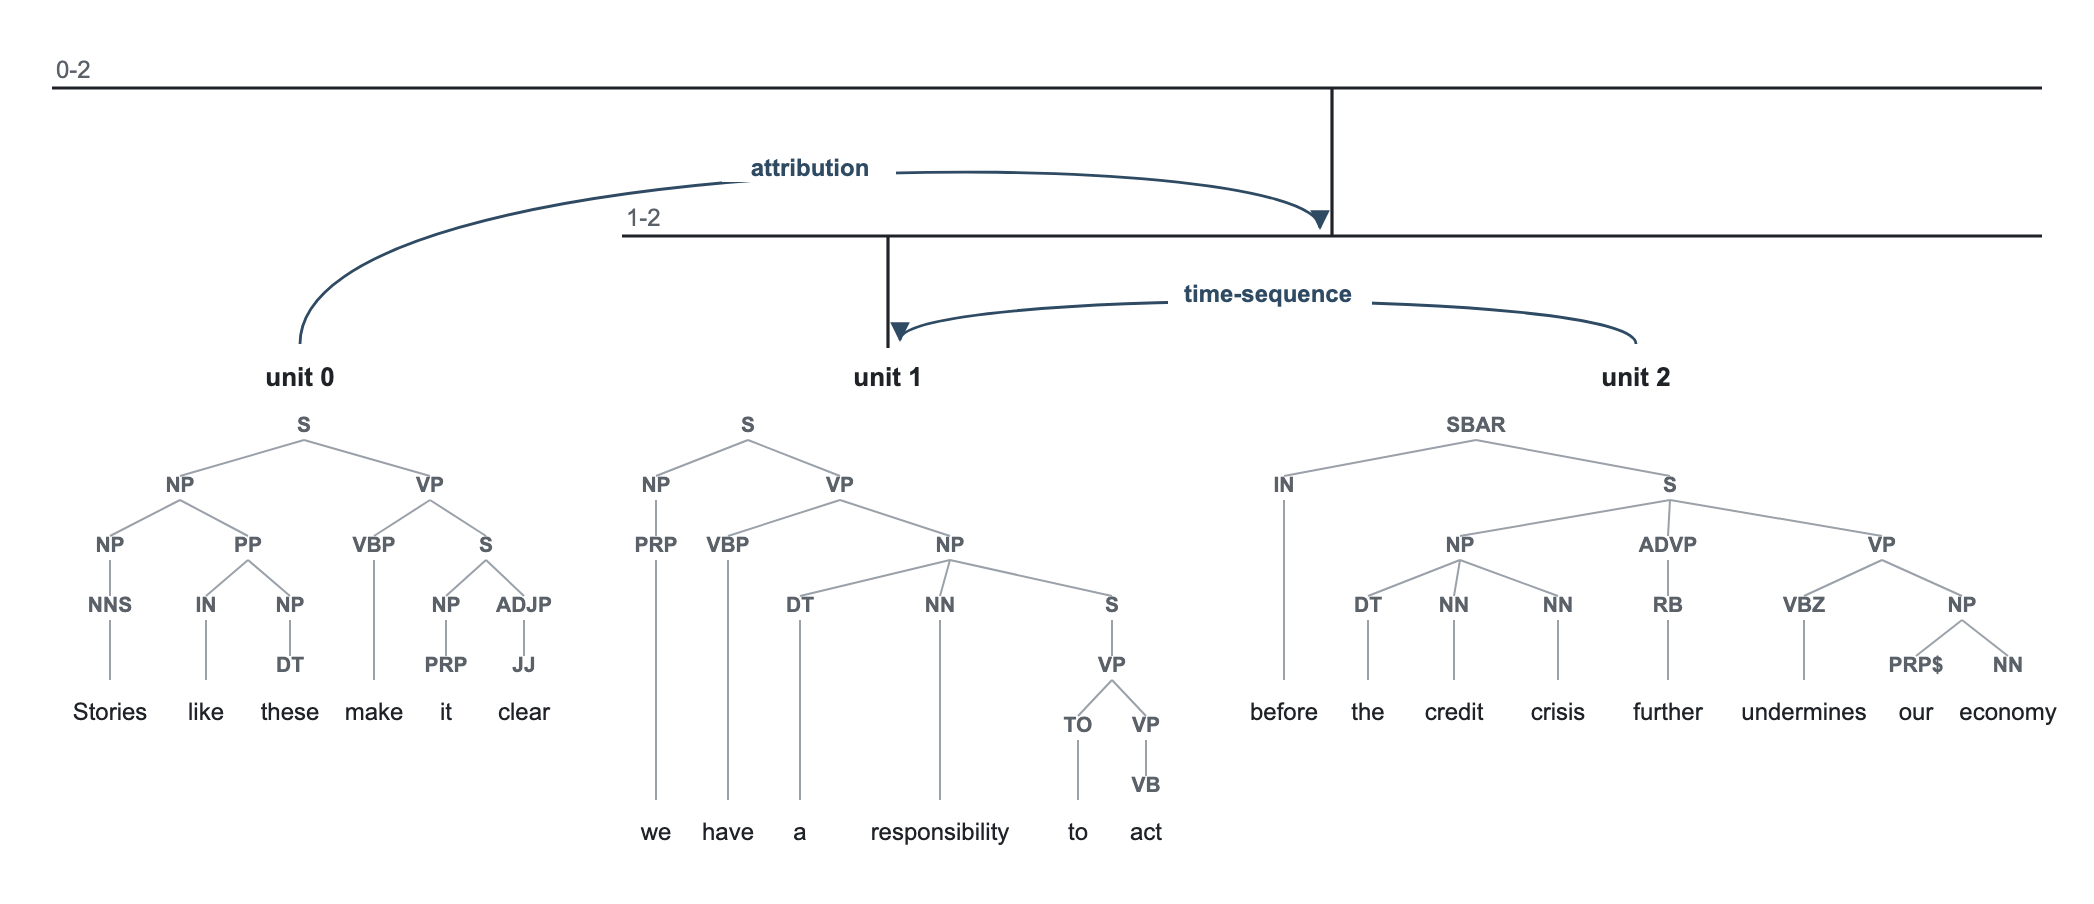 0-2
attribution
1-2
time-sequence
unit 0 unit 1 unit 2
S S SBAR
NP VP NP VP IN S
NP PP VBP S PRP VBP NP NP ADVP VP
NNS IN NP NP ADJP DT NN S DT NN NN RB VBZ NP
DT PRP JJ VP PRP$ NN
Stories like these make it clear before the credit crisis further undermines our economy
TO VP
VB
we have a responsibility to act